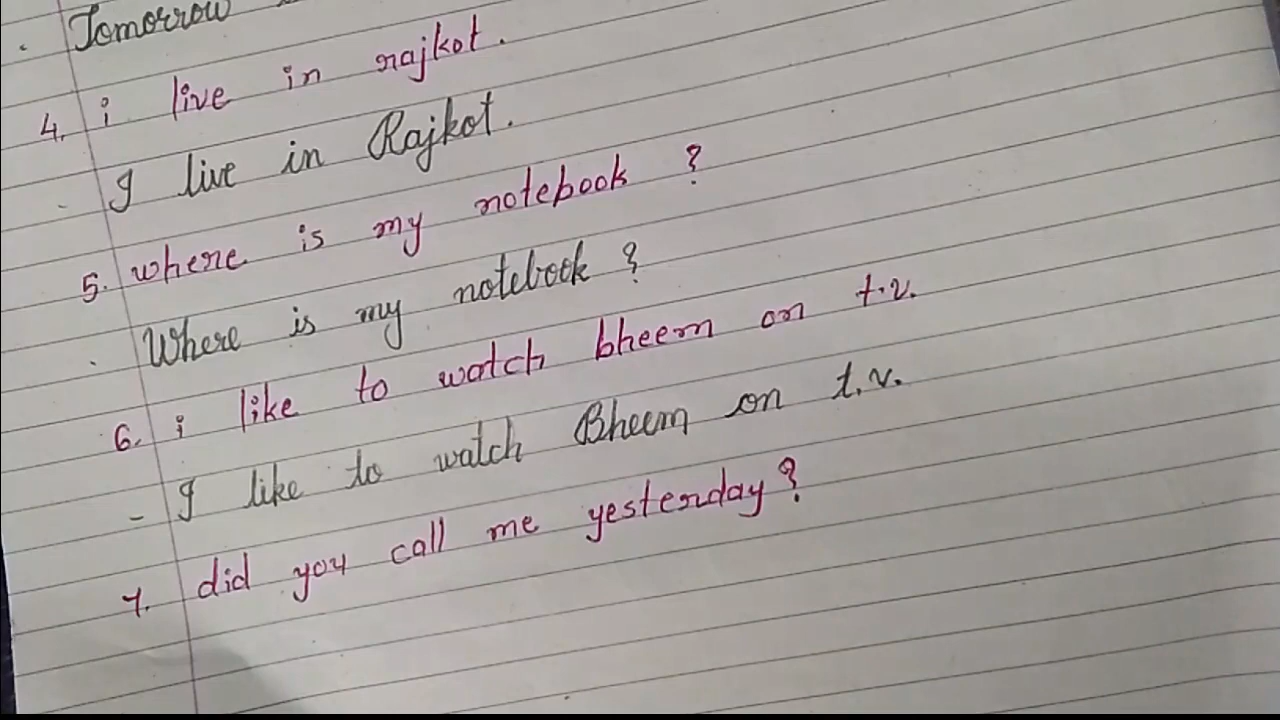 Tomorrow
4. i live in rajkot.
I live in Rajkot.
5. where is my notebook ?
Where is my notebook ?
6. i like to watch bheem on t.v.
- I like to watch Bheem on t.v.
7. did you call me yesterday?